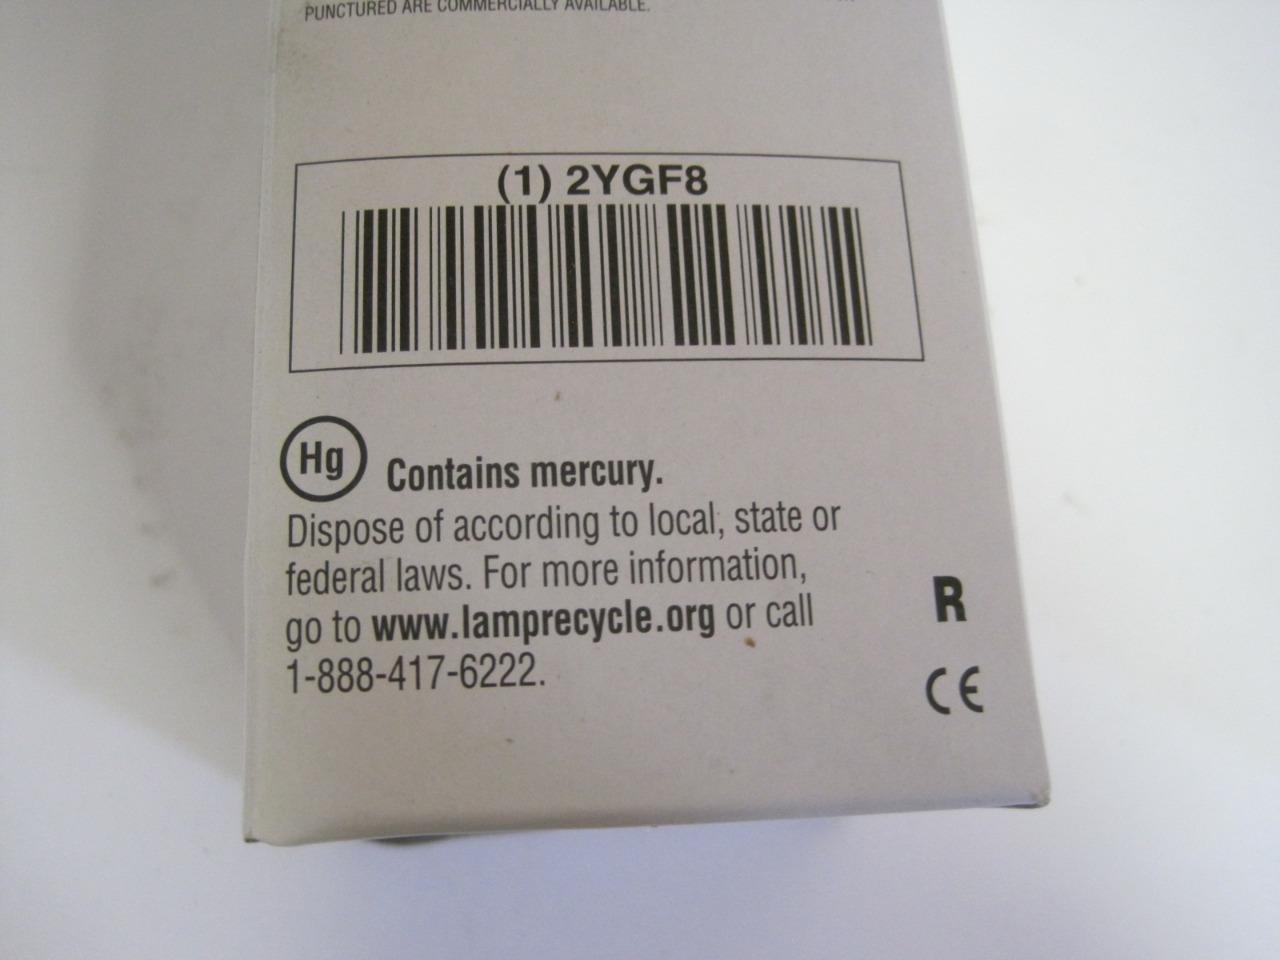 PUNCTURED ARE COMMERCIALLY AVAILABLE.
(1) 2YGF8
Hg Contains mercury.
Dispose of according to local, state or
federal laws. For more information,
go to www.lamprecycle.org or call
1-888-417-6222.
R
CE